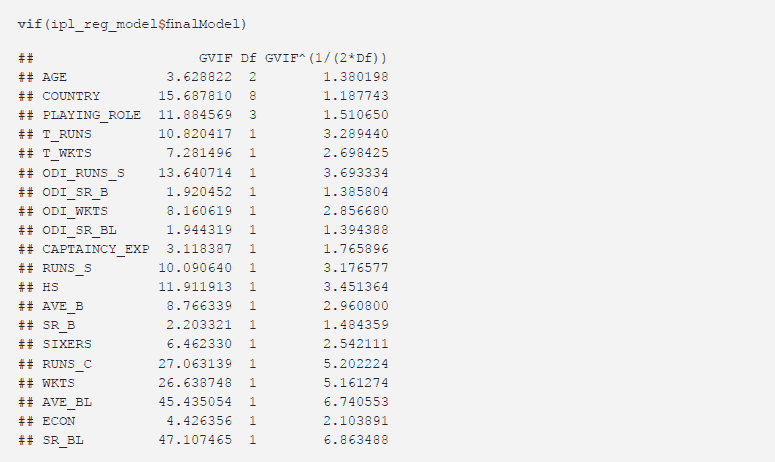 vif(ipl_reg_model$finalModel)
## GVIF Df GVIF^(1/(2*Df))
## AGE 3.628822 2 1.380198
## COUNTRY 15.687810 8 1.187743
## PLAYING_ROLE 11.884569 3 1.510650
## T_RUNS 10.820417 1 3.289440
## T_WKTS 7.281496 1 2.698425
## ODI_RUNS_S 13.640714 1 3.693334
## ODI_SR_B 1.920452 1 1.385804
## ODI_WKTS 8.160619 1 2.856680
## ODI_SR_BL 1.944319 1 1.394388
## CAPTAINCY_EXP 3.118387 1 1.765896
## RUNS_S 10.090640 1 3.176577
## HS 11.911913 1 3.451364
## AVE_B 8.766339 1 2.960800
## SR_B 2.203321 1 1.484359
## SIXERS 6.462330 1 2.542111
## RUNS_C 27.063139 1 5.202224
## WKTS 26.638748 1 5.161274
## AVE_BL 45.435054 1 6.740553
## ECON 4.426356 1 2.103891
## SR_BL 47.107465 1 6.863488